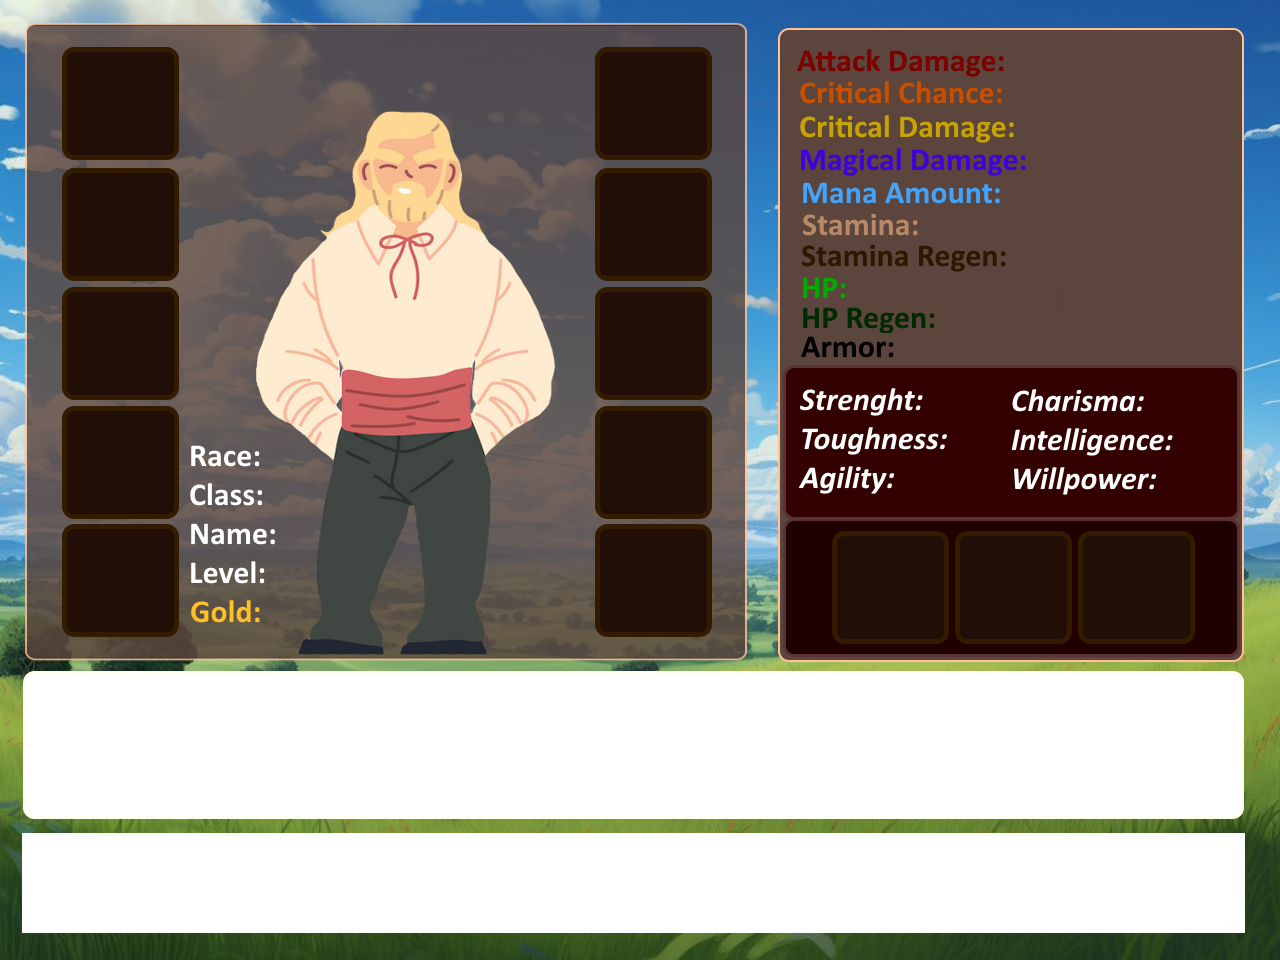 Attack Damage:
Critical Chance:
Critical Damage:
Magical Damage:
Mana Amount:
Stamina:
Stamina Regen:
HP:
HP Regen:
Armor:
Strenght:
Toughness:
Agility:
Charisma:
Intelligence:
Willpower:
Race:
Class:
Name:
Level:
Gold: